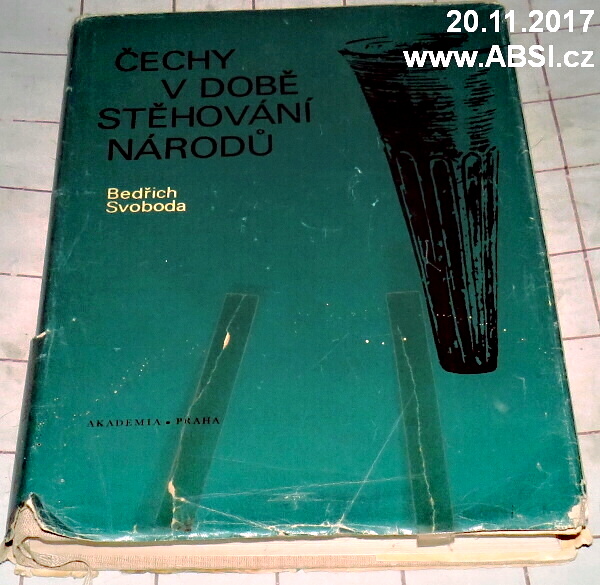 20.11.2017
www.ABSI.cz
ČECHY
V DOBĚ
STĚHOVÁNÍ
NÁRODŮ
Bedřich
Svoboda
AKADEMIA • PRAHA